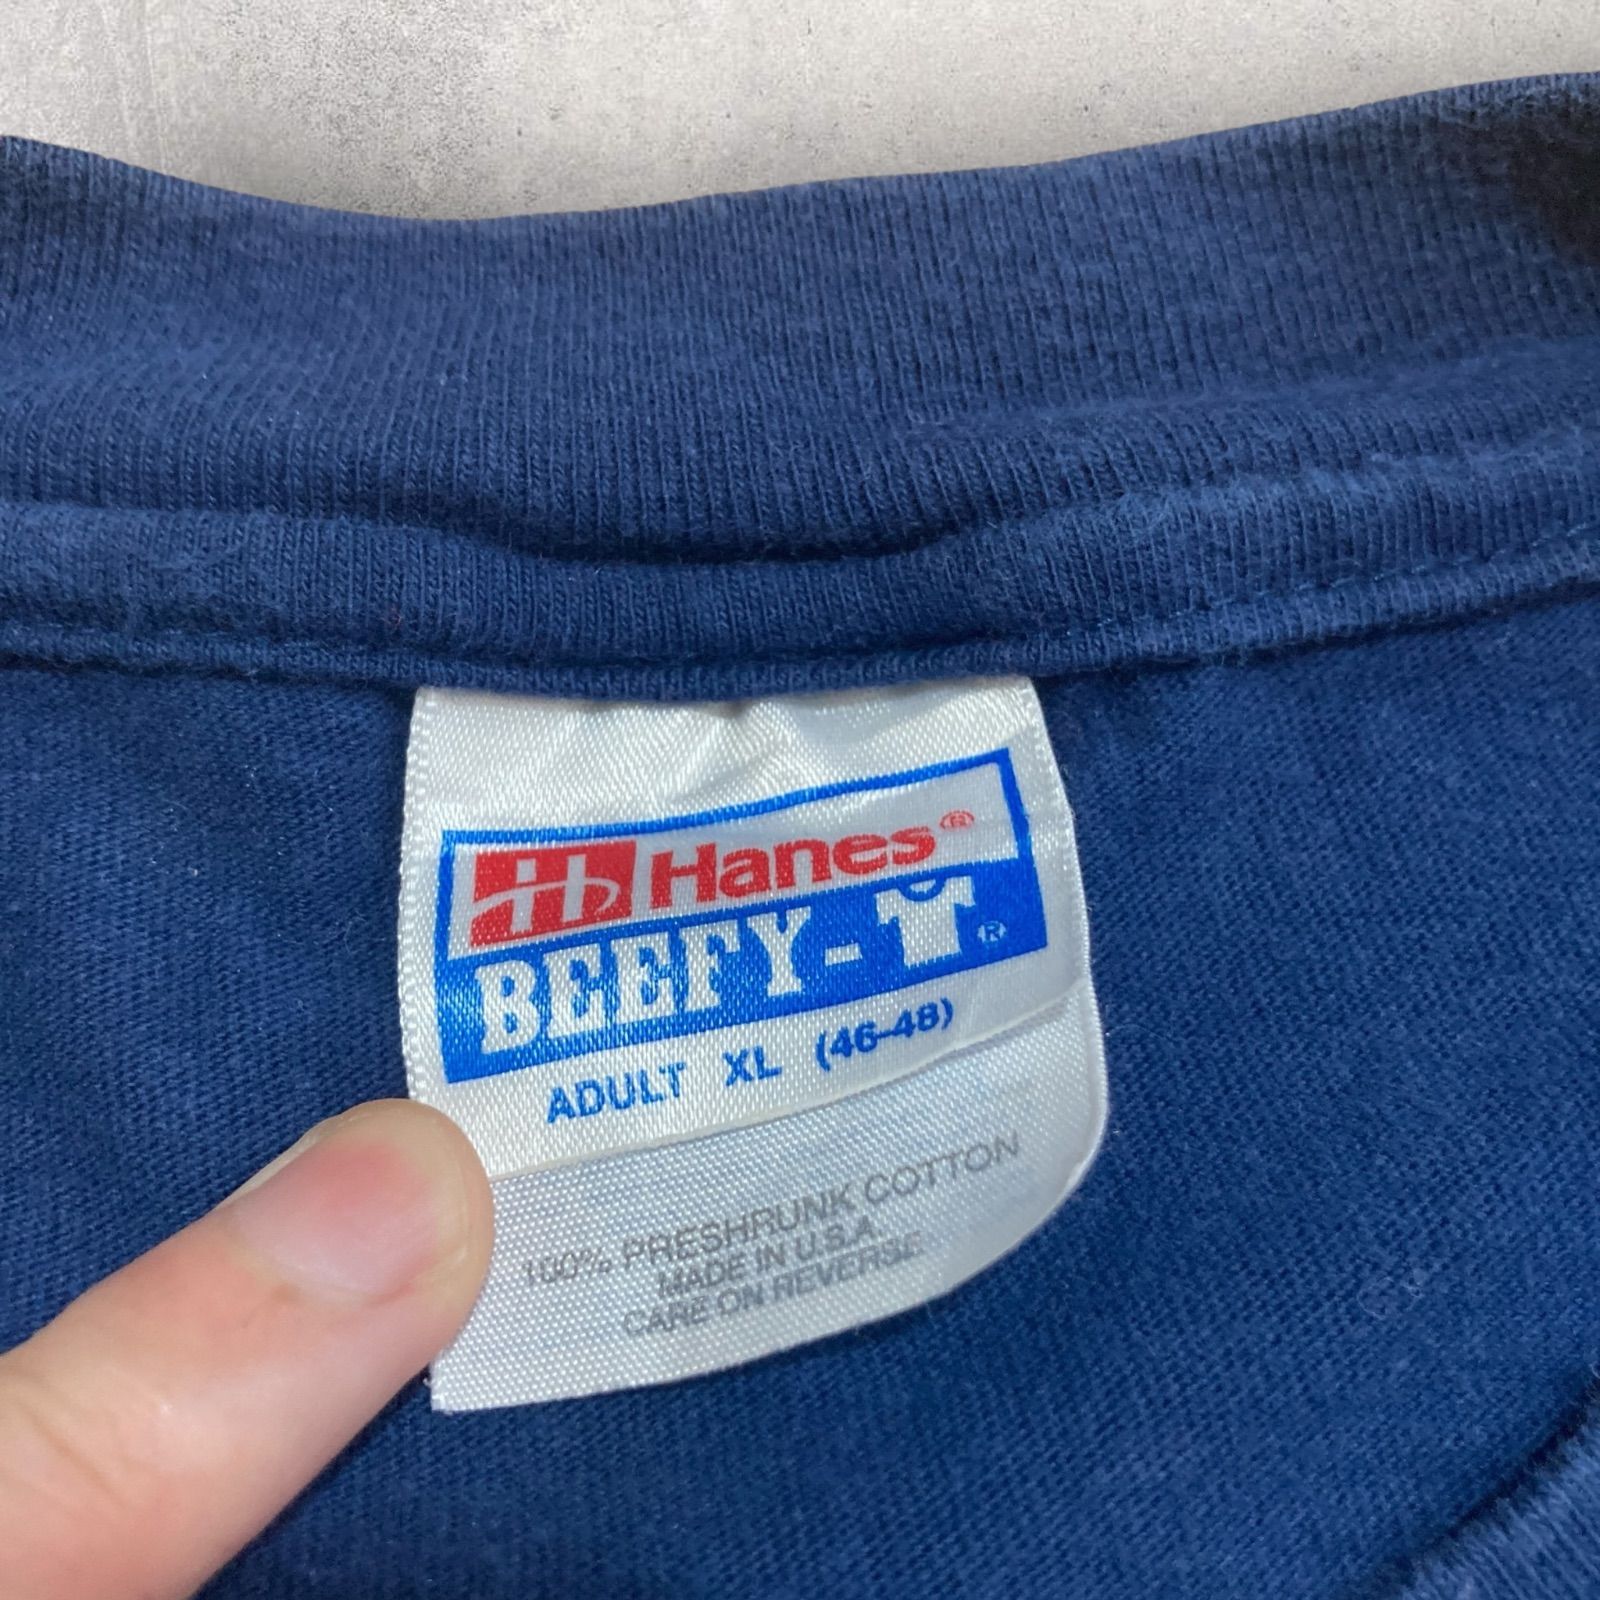 Hanes®
BEEFY-T®
ADULT XL (46-48)
100% PRESHRUNK COTTON
MADE IN U.S.A.
CARE ON REVERSE